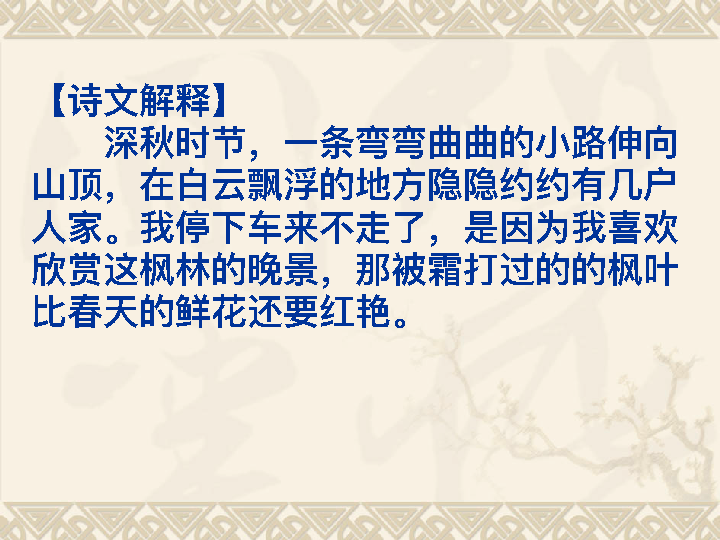 【诗文解释】
深秋时节，一条弯弯曲曲的小路伸向
山顶，在白云飘浮的地方隐隐约约有几户
人家。我停下车来不走了，是因为我喜欢
欣赏这枫林的晚景，那被霜打过的的枫叶
比春天的鲜花还要红艳。